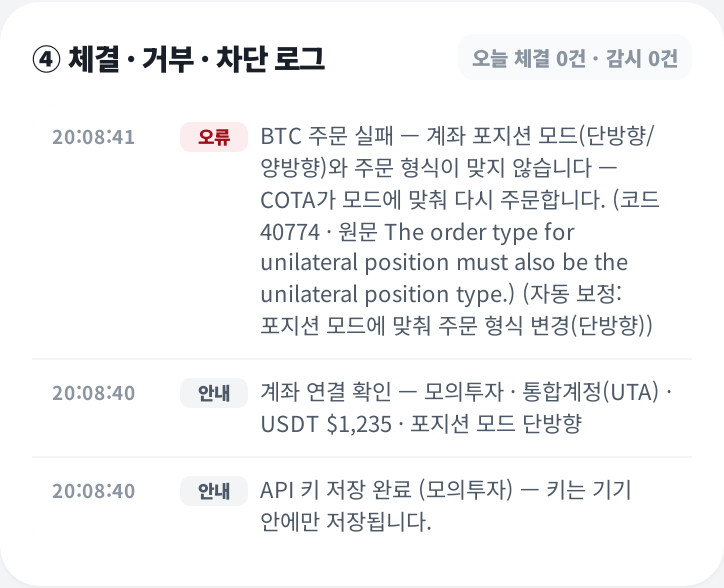 ④ 체결 · 거부 · 차단 로그
오늘 체결 0건 · 감시 0건
20:08:41
오류
BTC 주문 실패 — 계좌 포지션 모드(단방향/
양방향)와 주문 형식이 맞지 않습니다 —
COTA가 모드에 맞춰 다시 주문합니다. (코드
40774 · 원문 The order type for
unilateral position must also be the
unilateral position type.) (자동 보정:
포지션 모드에 맞춰 주문 형식 변경(단방향))
20:08:40
안내
계좌 연결 확인 — 모의투자 · 통합계정(UTA) ·
USDT $1,235 · 포지션 모드 단방향
20:08:40
안내
API 키 저장 완료 (모의투자) — 키는 기기
안에만 저장됩니다.